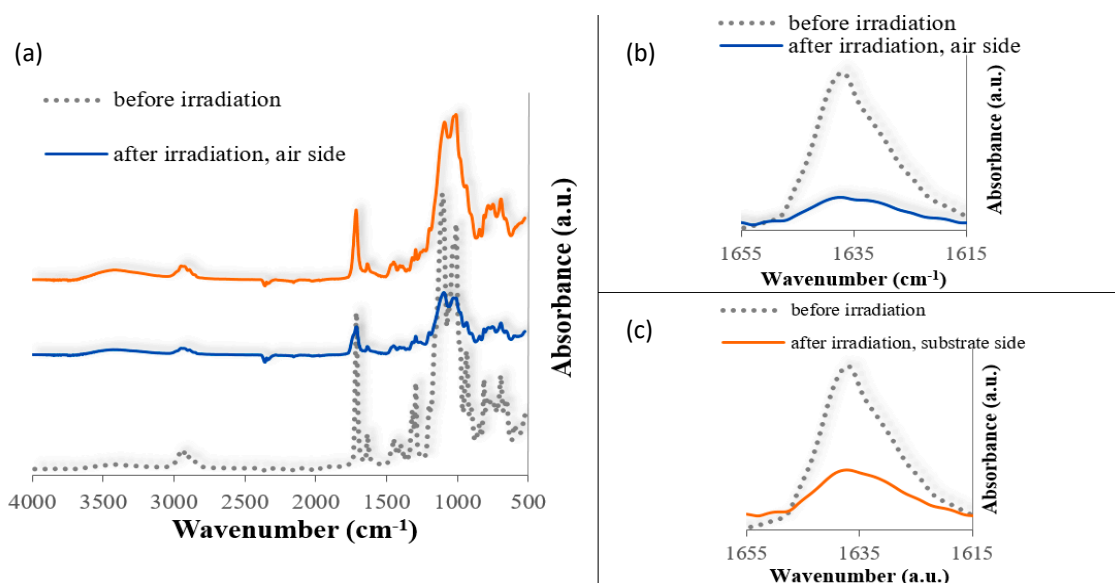 (a)
before irradiation
after irradiation, air side
Absorbance (a.u.)
4000 3500 3000 2500 2000 1500 1000 500
Wavenumber (cm⁻¹)
(b)
before irradiation
after irradiation, air side
Absorbance (a.u.)
1655 1635 1615
Wavenumber (cm⁻¹)
(c)
before irradiation
after irradiation, substrate side
Absorbance (a.u.)
1655 1635 1615
Wavenumber (a.u.)